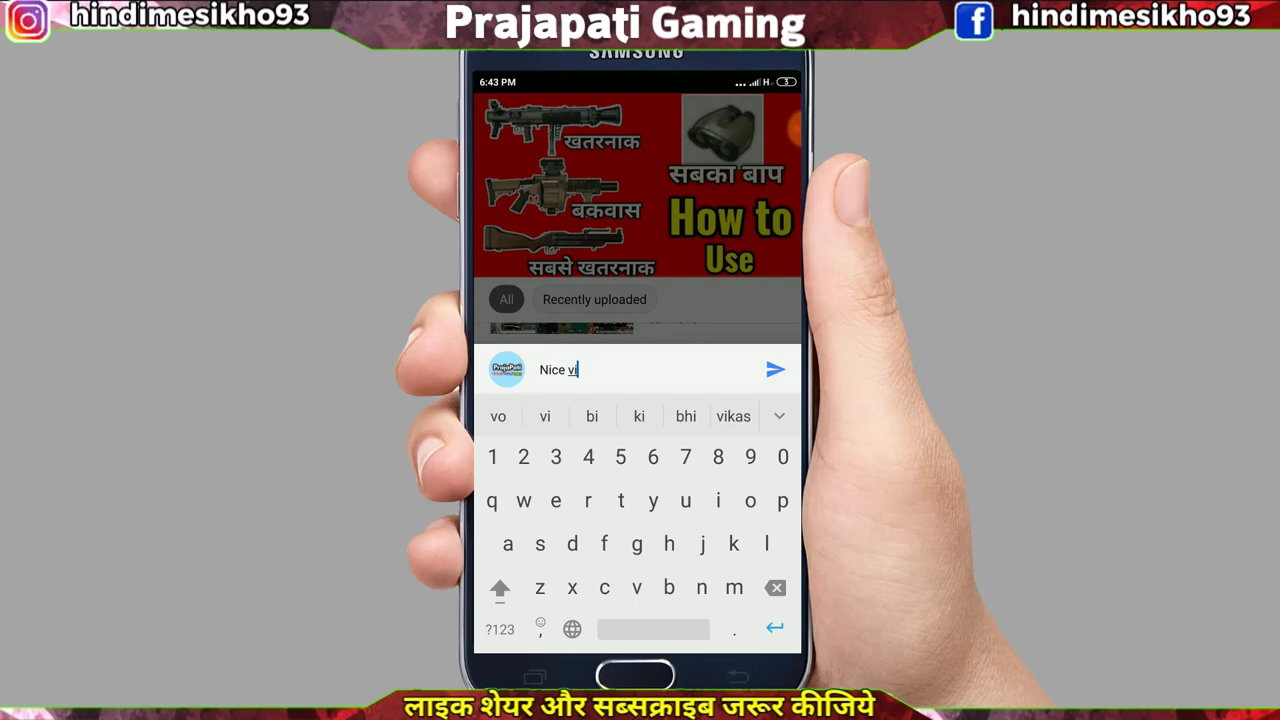 hindimesikho93
Prajapati Gaming
hindimesikho93
SAMSUNG
6:43 PM
H
3
खतरनाक
बकवास
सबसे खतरनाक
सबका बाप
How to
Use
All
Recently uploaded
PrajaPati
Nice vi
vo vi bi ki bhi vikas
1 2 3 4 5 6 7 8 9 0
q w e r t y u i o p
a s d f g h j k l
z x c v b n m
?123 , .
लाइक शेयर और सब्सक्राइब जरूर कीजिये